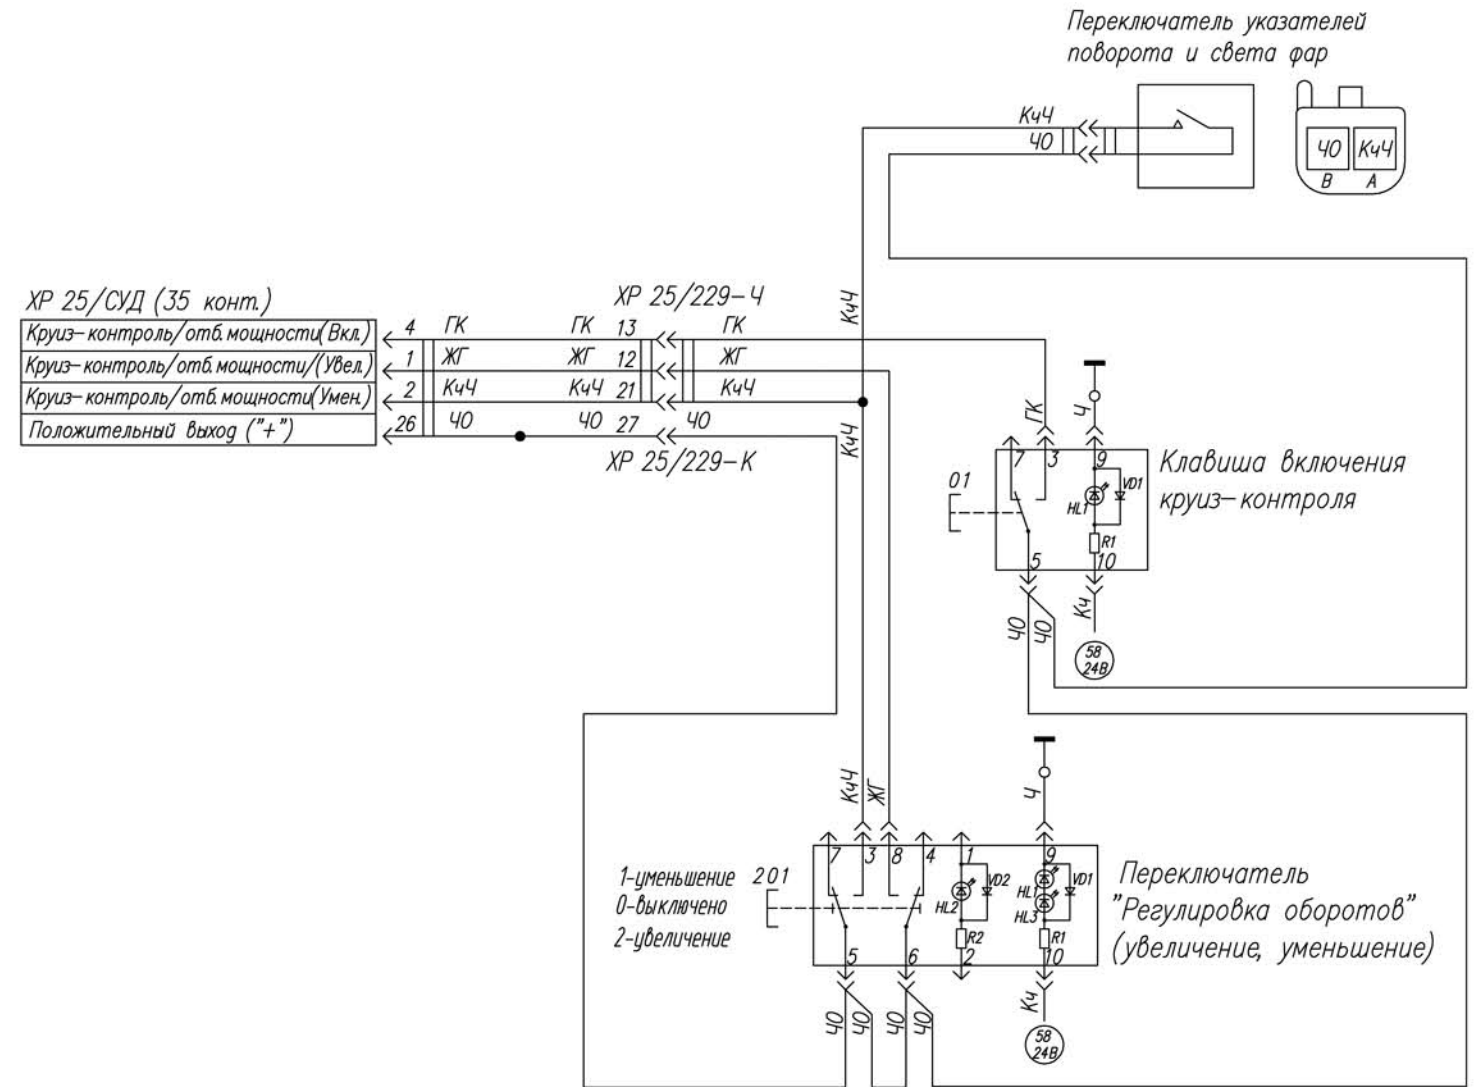 Переключатель указателей
поворота и света фар
КчЧ
ЧО
ЧО КчЧ
В А
ХР 25/СУД (35 конт.)
ХР 25/229-Ч
КчЧ
Круиз-контроль/отб.мощности(Вкл.) 4 ГК ГК 13 ГК
Круиз-контроль/отб.мощности/(Увел.) 1 ЖГ ЖГ 12 ЖГ
Круиз-контроль/отб.мощности(Умен.) 2 КчЧ КчЧ 21 КчЧ
Положительный выход ("+") 26 ЧО ЧО 27 ЧО
ХР 25/229-К
КчЧ
ГК Ч
7 3 9
Клавиша включения
круиз-контроля
01
HL1 VD1
R1
5 10
ЧО ЧО Кч
58
24В
КчЧ ЖГ Ч
7 3 8 4 1 9
1-уменьшение 201
0-выключено
2-увеличение
HL2 VD2 HL1 VD1
HL3
R2 R1
5 6 2 10
Переключатель
"Регулировка оборотов"
(увеличение, уменьшение)
ЧО ЧО ЧО ЧО Кч
58
24В